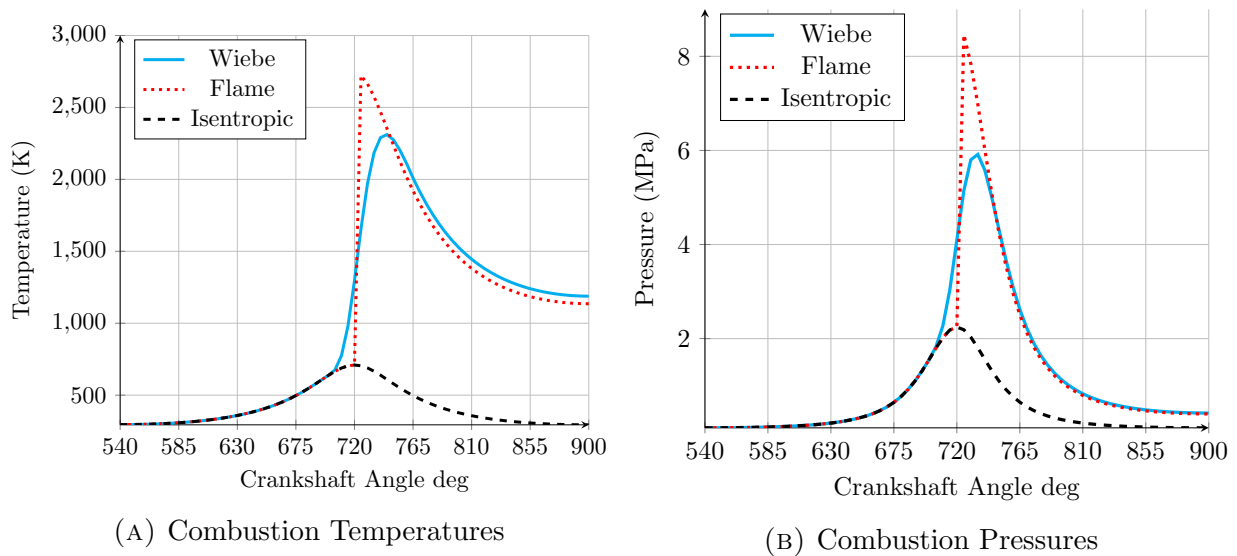 3,000
2,500
2,000
1,500
1,000
500
Temperature (K)
Wiebe
Flame
Isentropic
540 585 630 675 720 765 810 855 900
Crankshaft Angle deg
(A) Combustion Temperatures
8
6
4
2
Pressure (MPa)
Wiebe
Flame
Isentropic
540 585 630 675 720 765 810 855 900
Crankshaft Angle deg
(B) Combustion Pressures